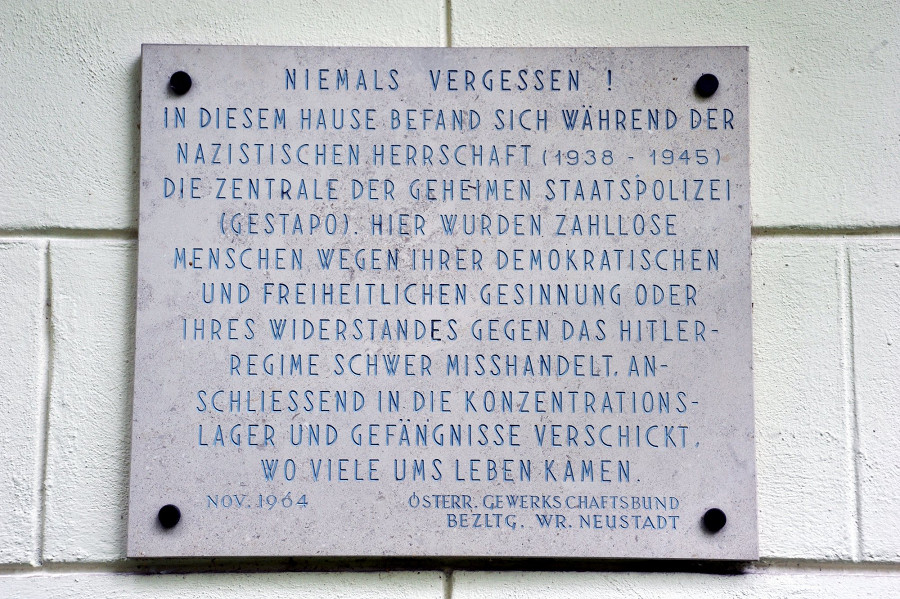 NIEMALS VERGESSEN !
IN DIESEM HAUSE BEFAND SICH WÄHREND DER
NAZISTISCHEN HERRSCHAFT (1938 - 1945)
DIE ZENTRALE DER GEHEIMEN STAATSPOLIZEI
(GESTAPO). HIER WURDEN ZAHLLOSE
MENSCHEN WEGEN IHRER DEMOKRATISCHEN
UND FREIHEITLICHEN GESINNUNG ODER
IHRES WIDERSTANDES GEGEN DAS HITLER-
REGIME SCHWER MISSHANDELT, AN-
SCHLIESSEND IN DIE KONZENTRATIONS-
LAGER UND GEFÄNGNISSE VERSCHICKT,
WO VIELE UMS LEBEN KAMEN.
NOV. 1964 ÖSTERR. GEWERKSCHAFTSBUND
BEZLTG. WR. NEUSTADT